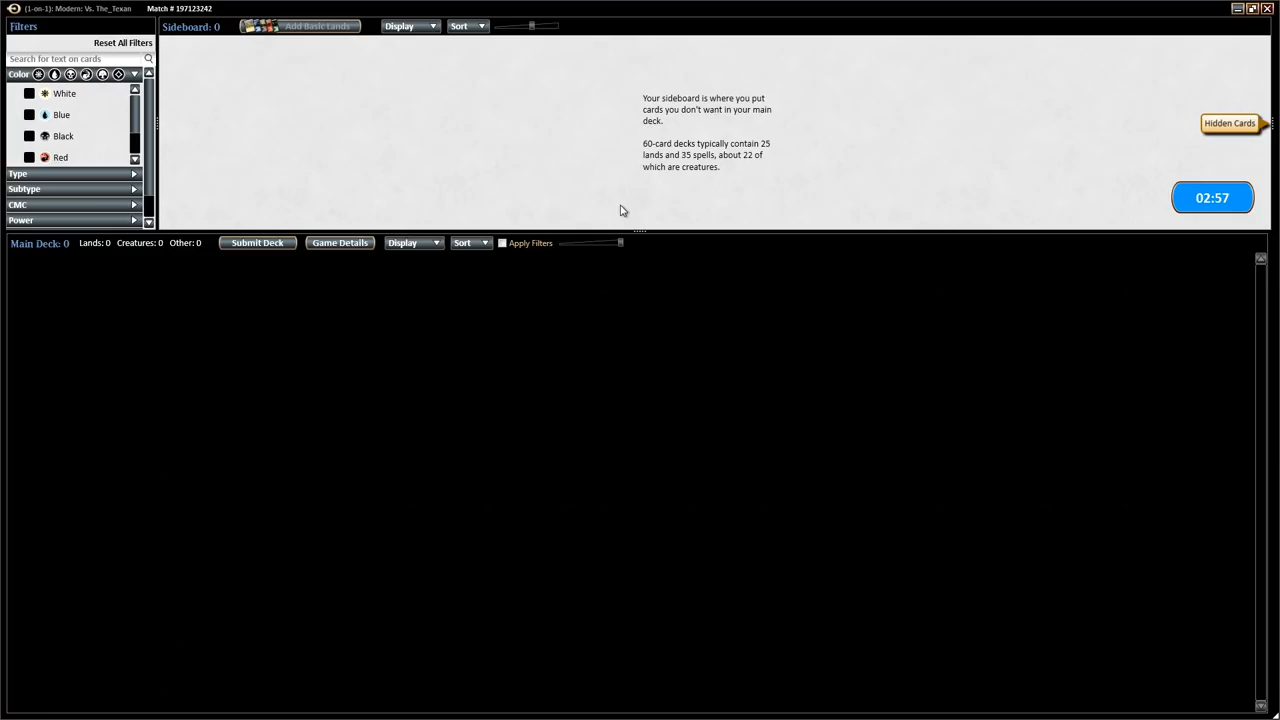 (1-on-1): Modern: Vs. The_Texan Match # 197123242
Filters
Reset All Filters
Search for text on cards
Color
White
Blue
Black
Red
Type
Subtype
CMC
Power
Sideboard: 0 Add Basic Lands Display Sort
Your sideboard is where you put
cards you don't want in your main
deck.
60-card decks typically contain 25
lands and 35 spells, about 22 of
which are creatures.
Hidden Cards
02:57
Main Deck: 0 Lands: 0 Creatures: 0 Other: 0 Submit Deck Game Details Display Sort Apply Filters